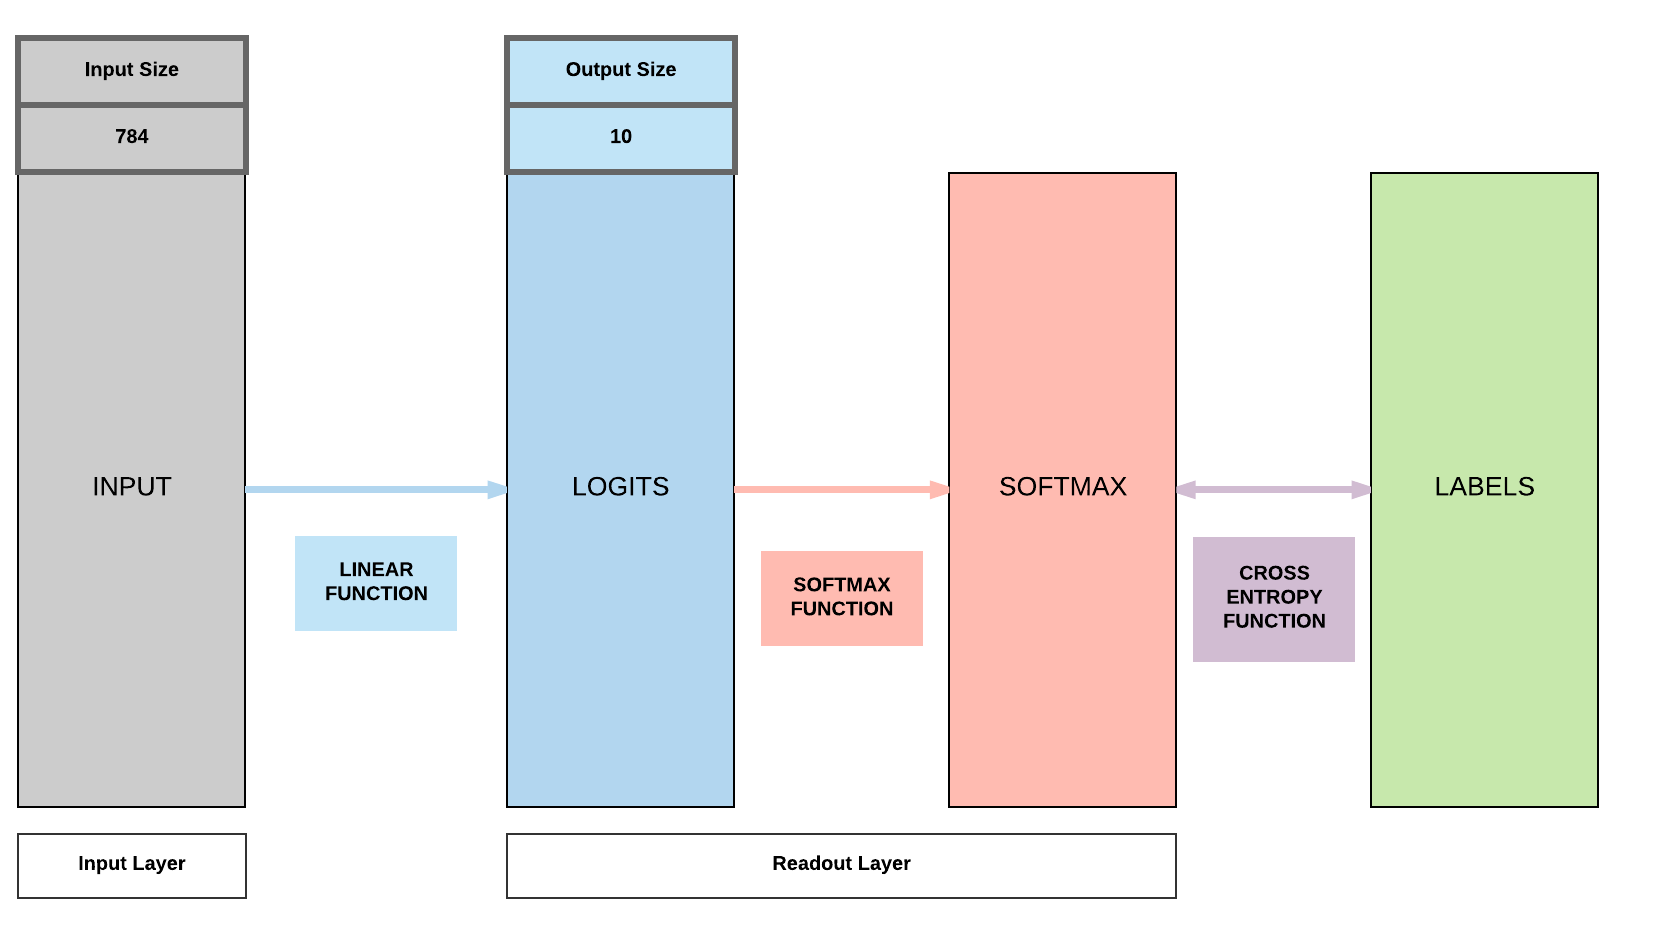 Input Size
784
Output Size
10
INPUT
LOGITS
SOFTMAX
LABELS
LINEAR
FUNCTION
SOFTMAX
FUNCTION
CROSS
ENTROPY
FUNCTION
Input Layer
Readout Layer